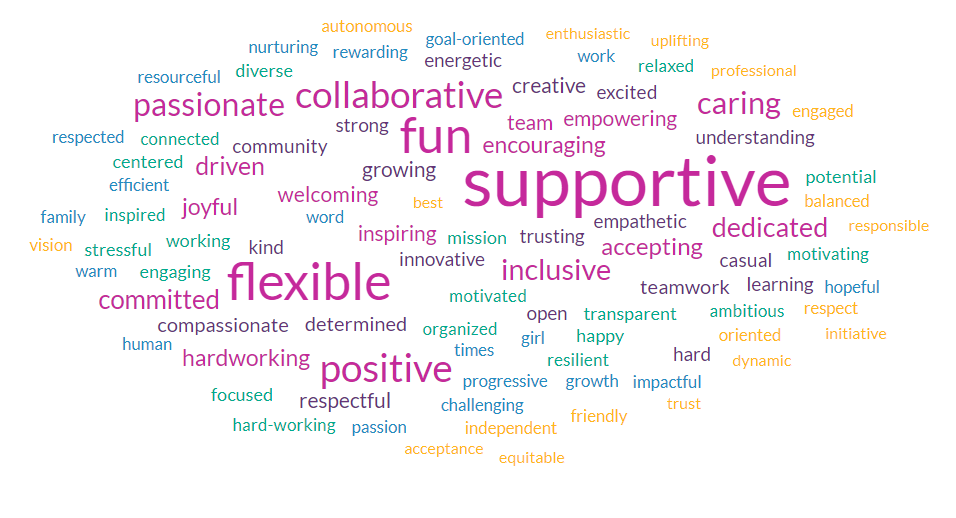 autonomous
enthusiastic
goal-oriented
uplifting
nurturing
rewarding
energetic
work
relaxed
resourceful
diverse
professional
passionate
collaborative
creative
excited
caring
engaged
strong
fun
team
empowering
respected
connected
community
encouraging
understanding
centered
driven
growing
supportive
potential
efficient
welcoming
best
balanced
family
inspired
joyful
word
empathetic
dedicated
responsible
vision
stressful
working
kind
inspiring
mission
trusting
accepting
innovative
casual
motivating
warm
engaging
flexible
inclusive
teamwork
learning
hopeful
committed
motivated
open
transparent
ambitious
respect
compassionate
determined
organized
girl
happy
oriented
initiative
human
hardworking
times
resilient
hard
dynamic
positive
progressive
growth
impactful
focused
respectful
challenging
trust
hard-working
passion
independent
friendly
acceptance
equitable